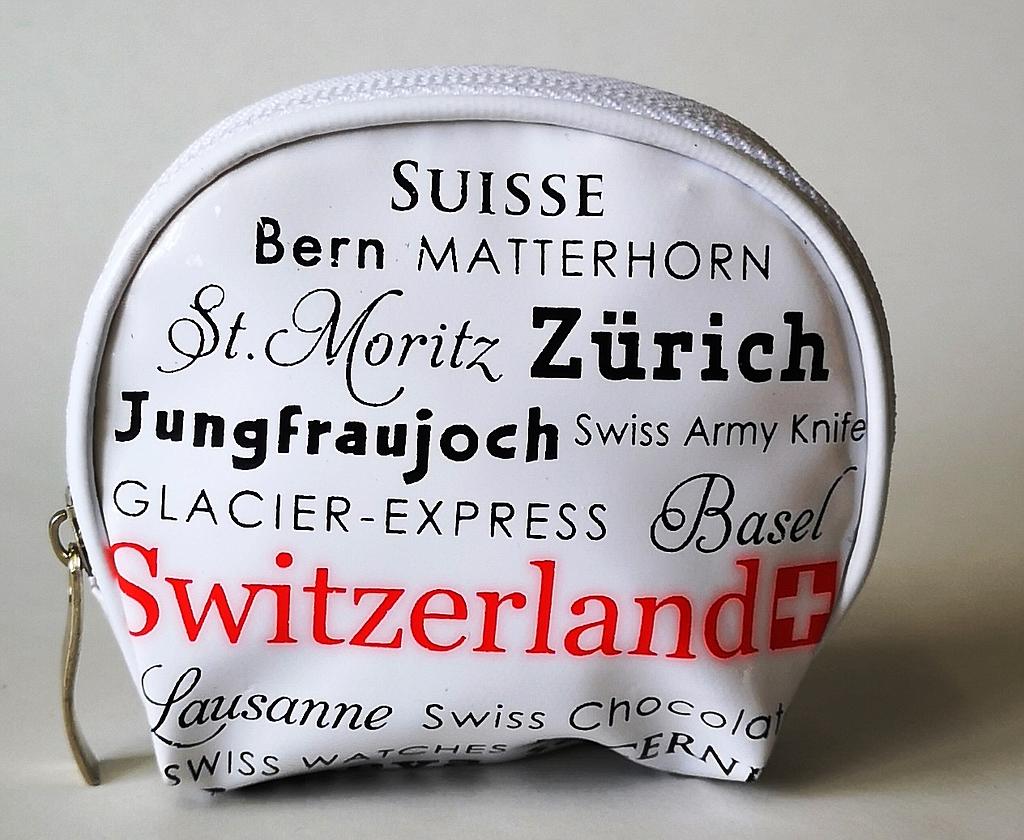 SUISSE
Bern MATTERHORN
St. Moritz Zürich
Jungfraujoch Swiss Army Knife
GLACIER-EXPRESS Basel
Switzerland
Lausanne Swiss Chocolat
SWISS WATCHES